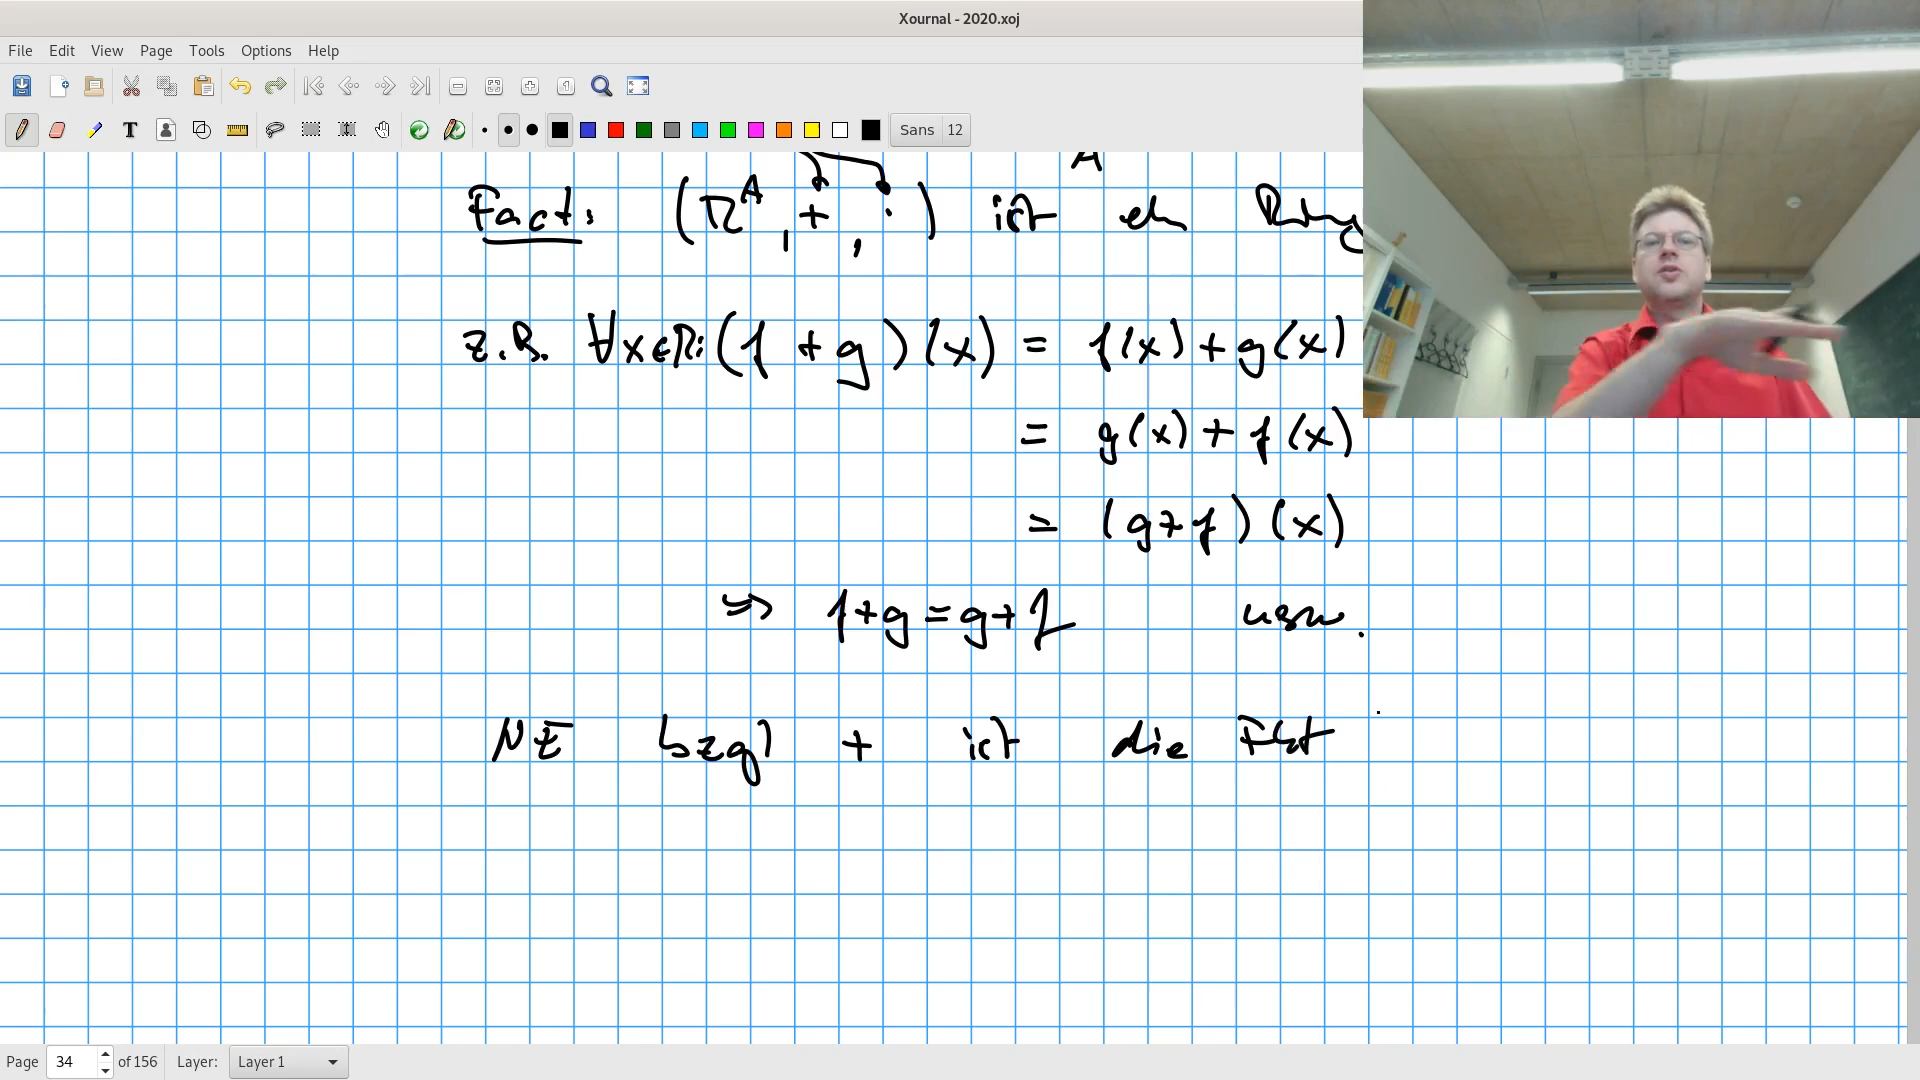 Xournal - 2020.xoj
File Edit View Page Tools Options Help
Sans 12
A
Fact: (ℝ^A, +, ·) ist ein Ring
z.B. ∀x∈ℝ: (f + g)(x) = f(x) + g(x)
= g(x) + f(x)
= (g+f)(x)
⇒ f+g = g+f usw.
NE bzgl + ist die Fkt
Page 34 of 156 Layer: Layer 1